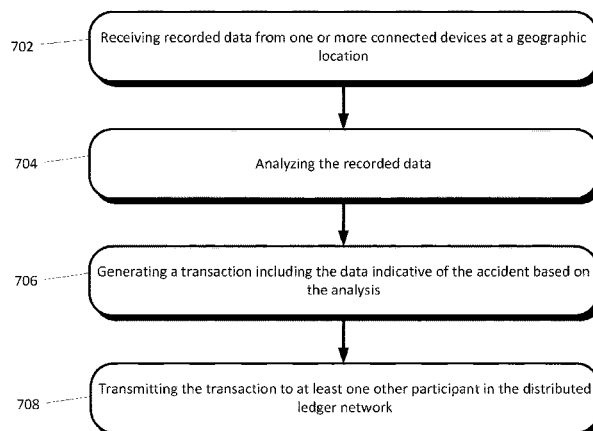 702
Receiving recorded data from one or more connected devices at a geographic
location
704
Analyzing the recorded data
706
Generating a transaction including the data indicative of the accident based on
the analysis
708
Transmitting the transaction to at least one other participant in the distributed
ledger network